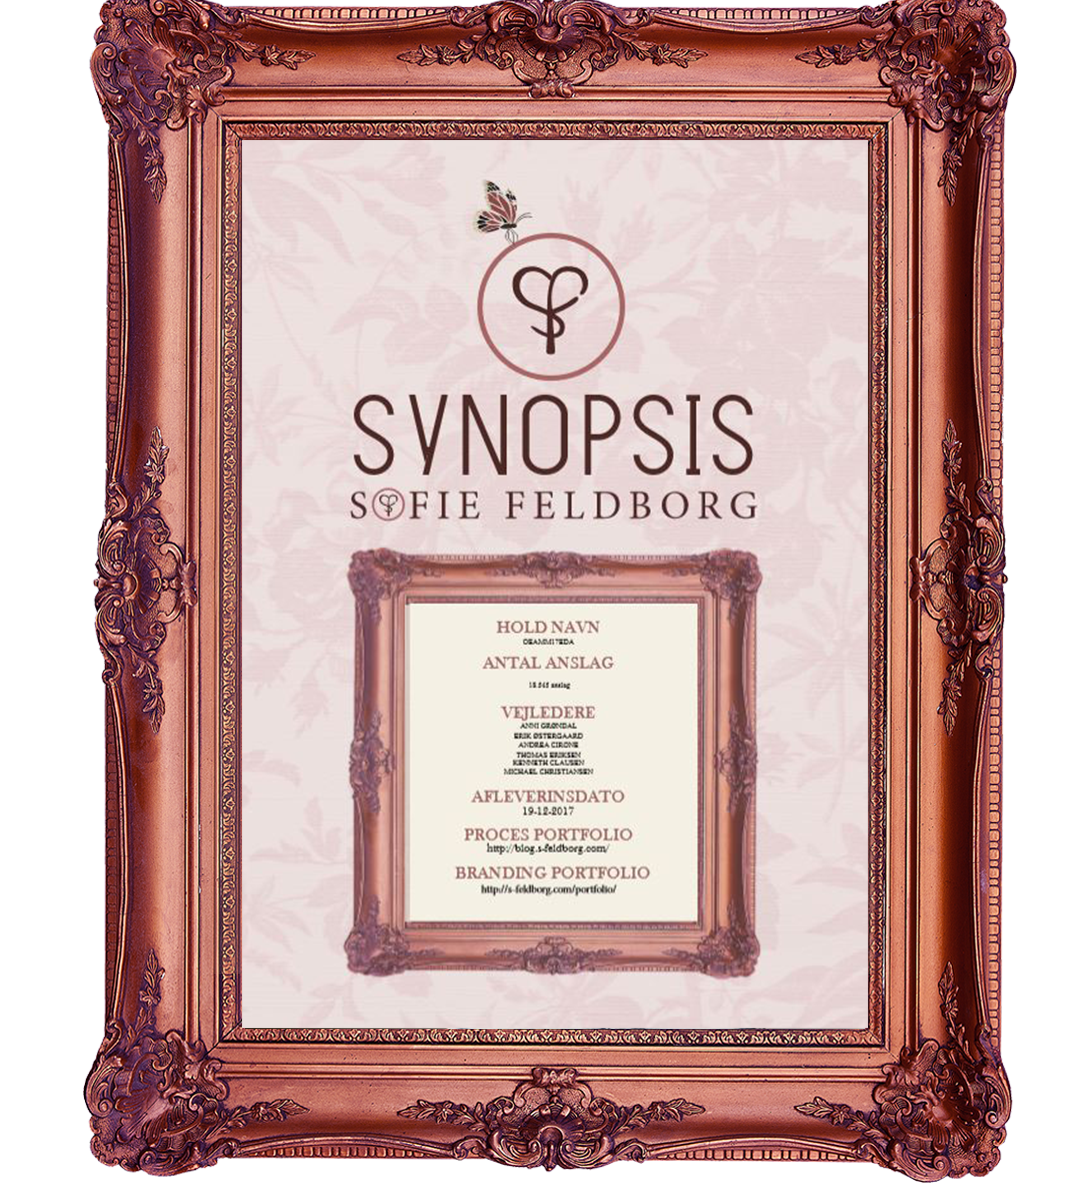 SYNOPSIS
SOFIE FELDBORG
HOLD NAVN
ANTAL ANSLAG
anslag
VEJLEDERE
ANNI GRØNDAL
ERIK ØSTERGAARD
ANDREA CIRONE
THOMAS ERIKSEN
KENNETH CLAUSEN
MICHAEL CHRISTIANSEN
AFLEVERINSDATO
19-12-2017
PROCES PORTFOLIO
http://blog.s-feldborg.com/
BRANDING PORTFOLIO
http://s-feldborg.com/portfolio/